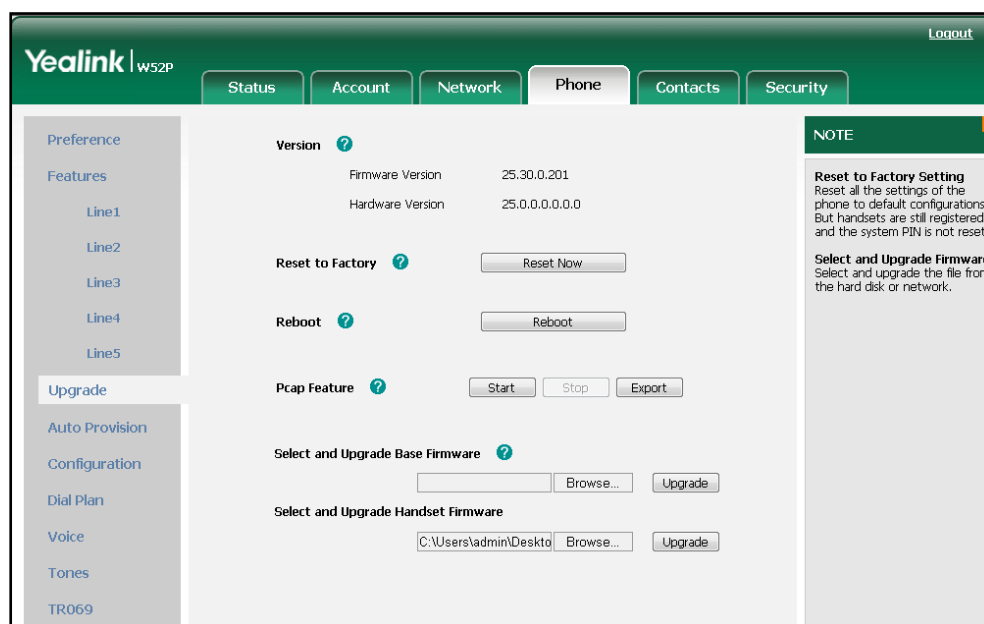 Logout
Yealink | W52P
Status Account Network Phone Contacts Security
Preference
Features
Line1
Line2
Line3
Line4
Line5
Upgrade
Auto Provision
Configuration
Dial Plan
Voice
Tones
TR069
Version ?
Firmware Version 25.30.0.201
Hardware Version 25.0.0.0.0.0.0
Reset to Factory ? Reset Now
Reboot ? Reboot
Pcap Feature ? Start Stop Export
Select and Upgrade Base Firmware ?
Browse... Upgrade
Select and Upgrade Handset Firmware
C:\Users\admin\Deskto Browse... Upgrade
NOTE
Reset to Factory Setting
Reset all the settings of the
phone to default configurations
But handsets are still registered
and the system PIN is not reset
Select and Upgrade Firmware
Select and upgrade the file from
the hard disk or network.